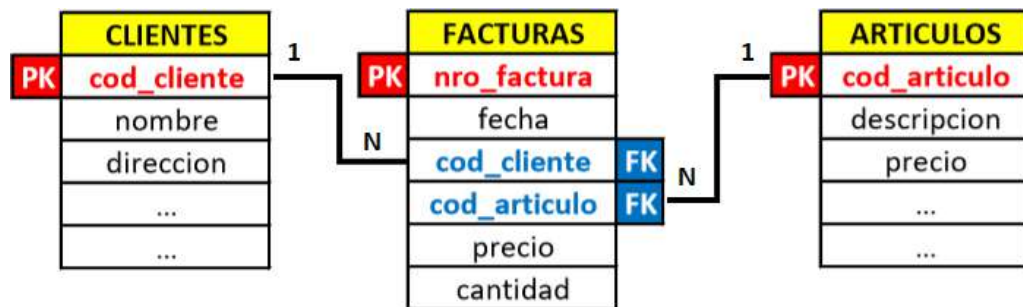 CLIENTES
PK cod_cliente
nombre
direccion
...
...
1
N
FACTURAS
PK nro_factura
fecha
cod_cliente FK
cod_articulo FK
precio
cantidad
N
1
ARTICULOS
PK cod_articulo
descripcion
precio
...
...